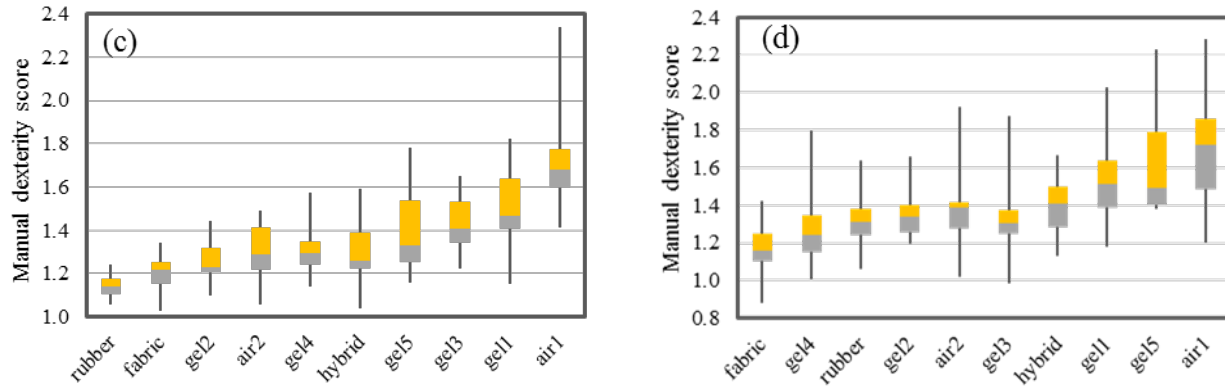 (c)
Manual dexterity score
2.4
2.2
2.0
1.8
1.6
1.4
1.2
1.0
rubber fabric gel2 air2 gel4 hybrid gel5 gel3 gel1 air1
(d)
Manual dexterity score
2.4
2.2
2.0
1.8
1.6
1.4
1.2
1.0
0.8
fabric gel4 rubber gel2 air2 gel3 hybrid gel1 gel5 air1